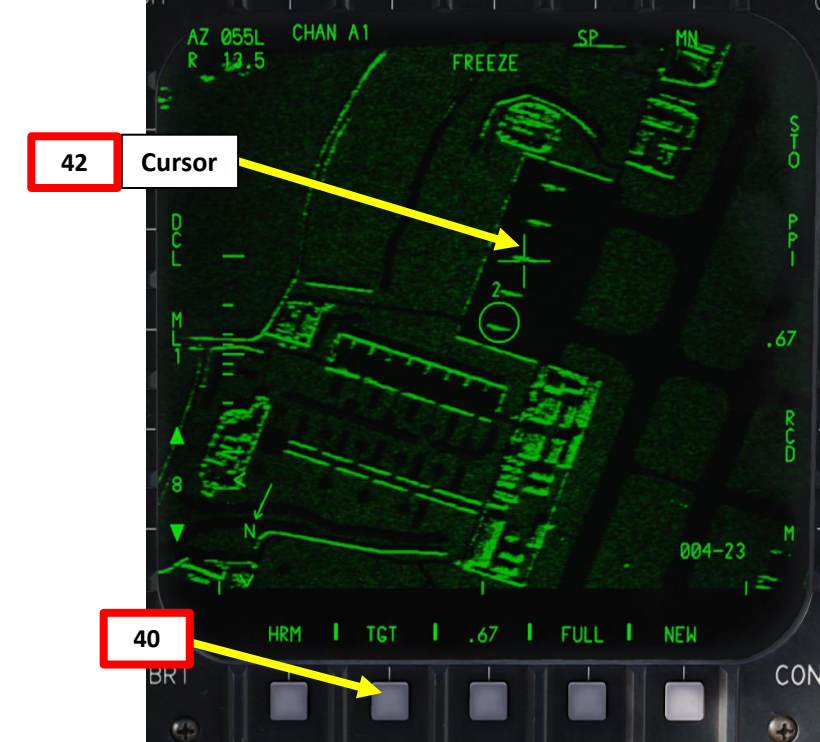 AZ 055L CHAN A1 SP MN
R 13.5 FREEZE
STO
42 Cursor
DCL
PPI
2
ML1
.67
RCD
8
N
M
004-23
HRM TGT .67 FULL NEW
40
BRT
CON